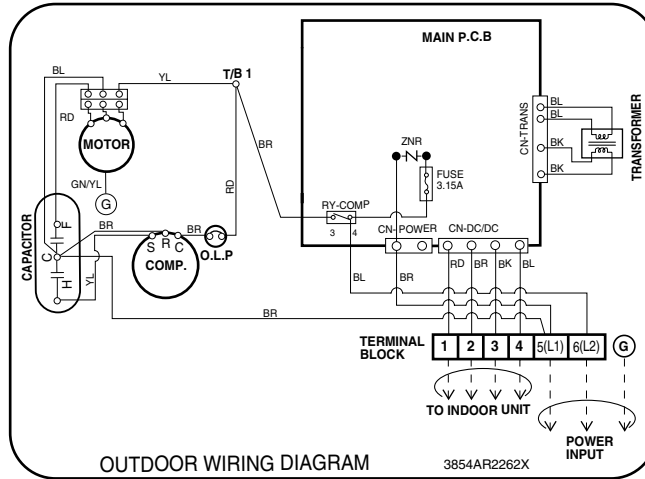 MAIN P.C.B
BL
YL
T/B 1
RD
MOTOR
GN/YL
G
BR
RD
ZNR
FUSE
3.15A
RY-COMP
3
4
CN-POWER
CN-DC/DC
CN-TRANS
BL
BL
BK
BK
TRANSFORMER
CAPACITOR
F
C
H
BR
YL
S
R
C
COMP.
BR
O.L.P
BL
BR
RD
BR
BK
BL
BR
TERMINAL
BLOCK
1
2
3
4
5(L1)
6(L2)
G
TO INDOOR UNIT
POWER
INPUT
OUTDOOR WIRING DIAGRAM
3854AR2262X